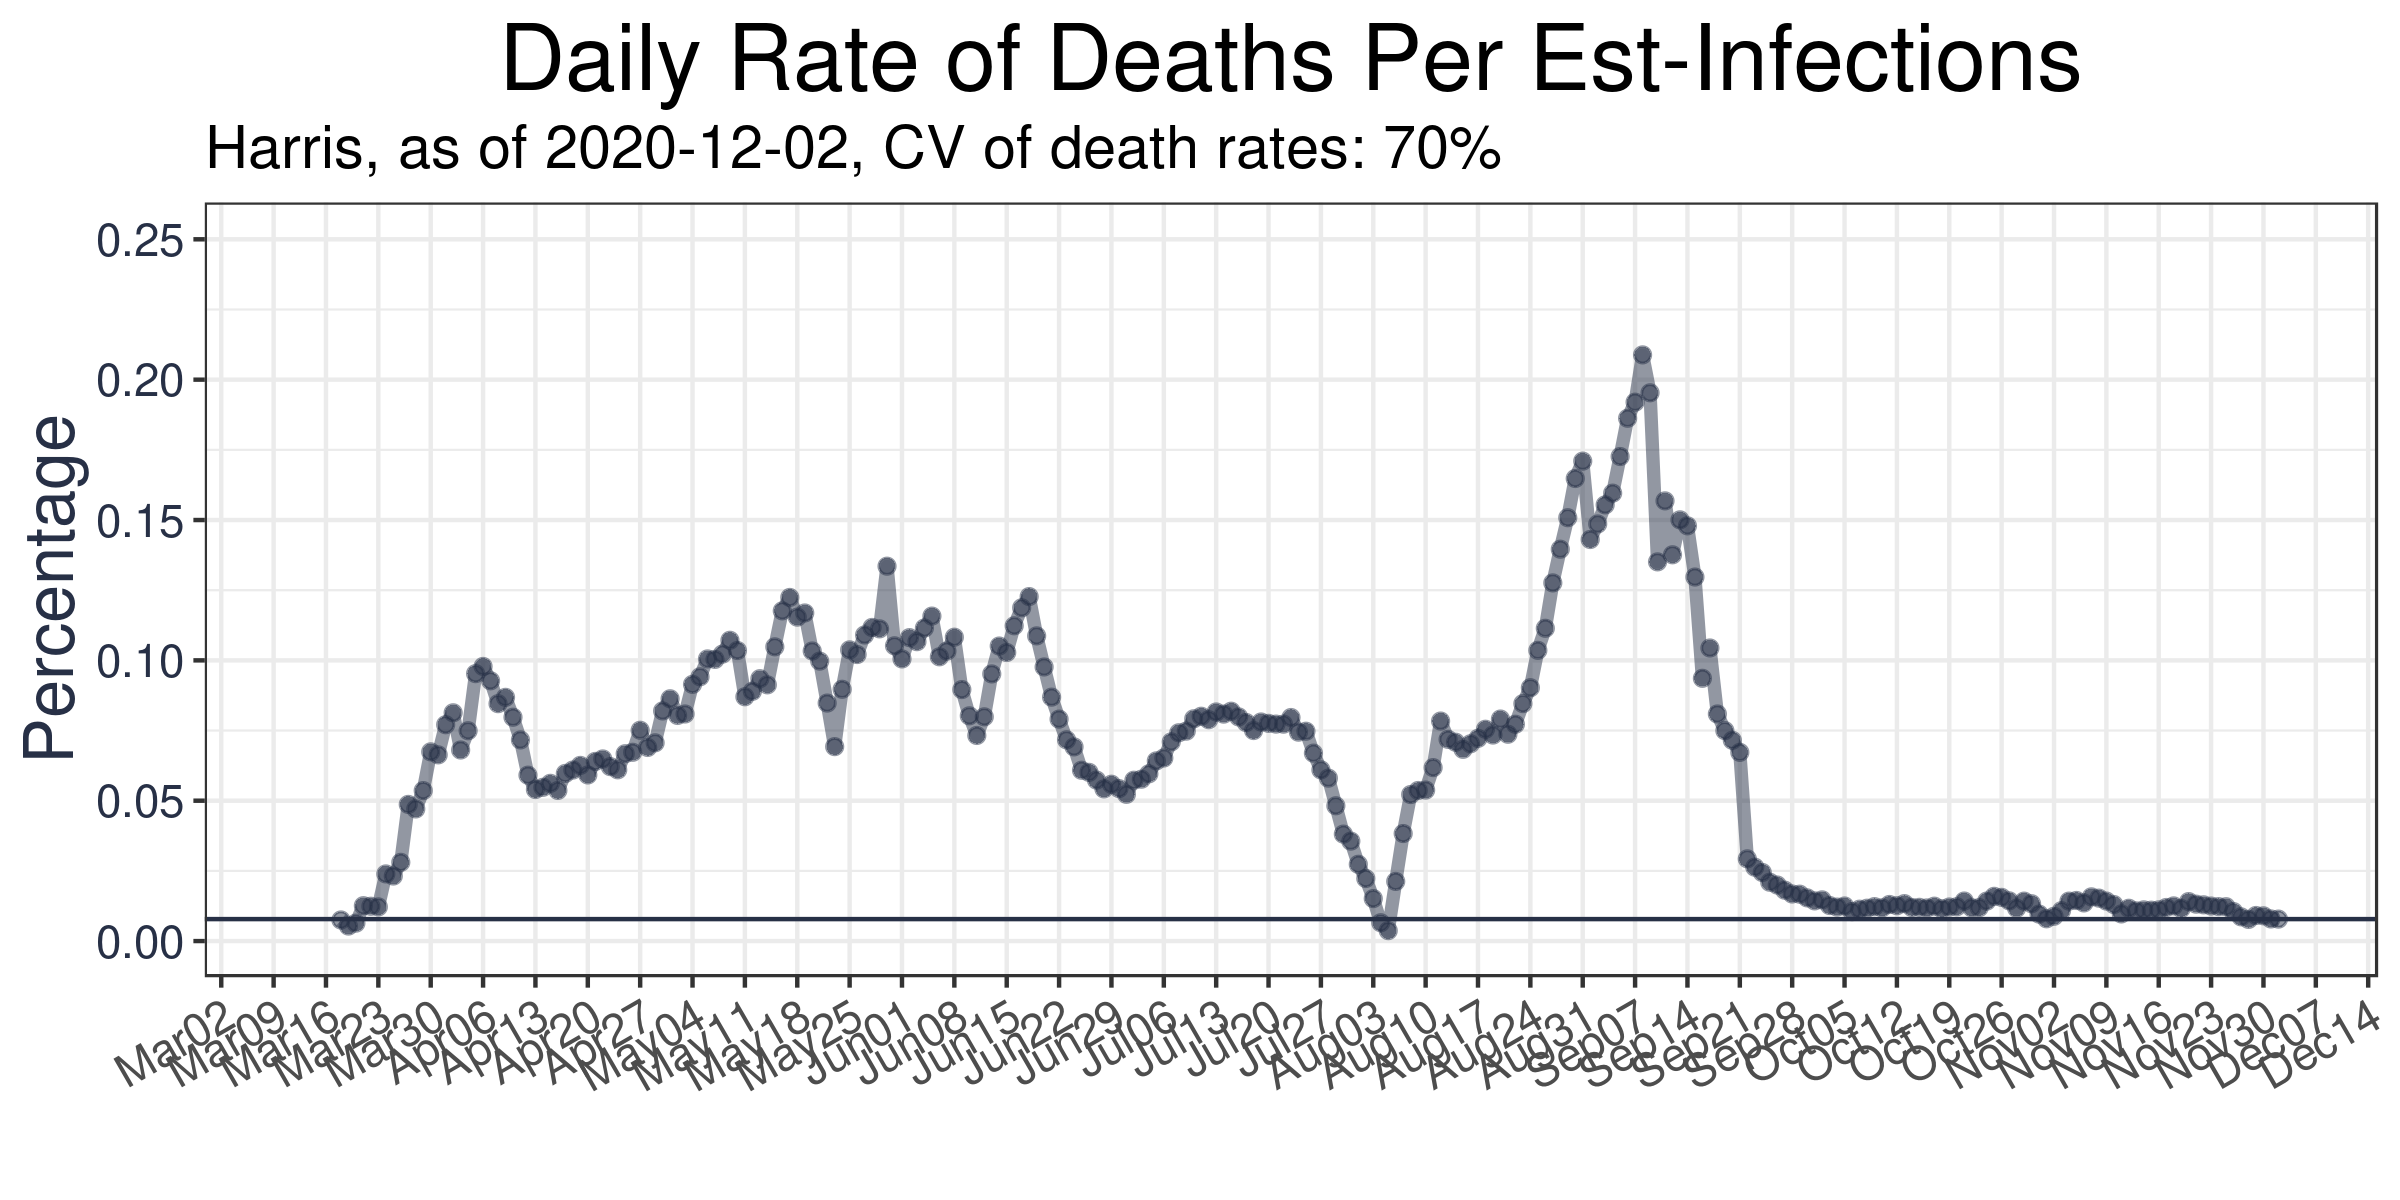 Daily Rate of Deaths Per Est-Infections
Harris, as of 2020-12-02, CV of death rates: 70%
Percentage
0.25
0.20
0.15
0.10
0.05
0.00
Mar02
Mar09
Mar16
Mar23
Mar30
Apr06
Apr13
Apr20
Apr27
May04
May11
May18
May25
Jun01
Jun08
Jun15
Jun22
Jun29
Jul06
Jul13
Jul20
Jul27
Aug03
Aug10
Aug17
Aug24
Aug31
Sep07
Sep14
Sep21
Sep28
Oct05
Oct12
Oct19
Oct26
Nov02
Nov09
Nov16
Nov23
Nov30
Dec07
Dec14